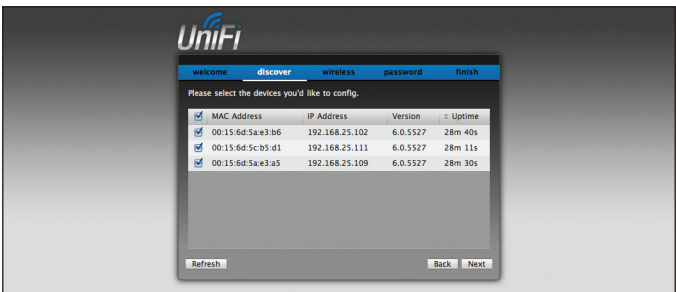 UniFi
welcome discover wireless password finish
Please select the devices you'd like to config.
MAC Address IP Address Version Uptime
00:15:6d:5a:e3:b6 192.168.25.102 6.0.5527 28m 40s
00:15:6d:5c:b5:d1 192.168.25.111 6.0.5527 28m 11s
00:15:6d:5a:e3:a5 192.168.25.109 6.0.5527 28m 30s
Refresh Back Next